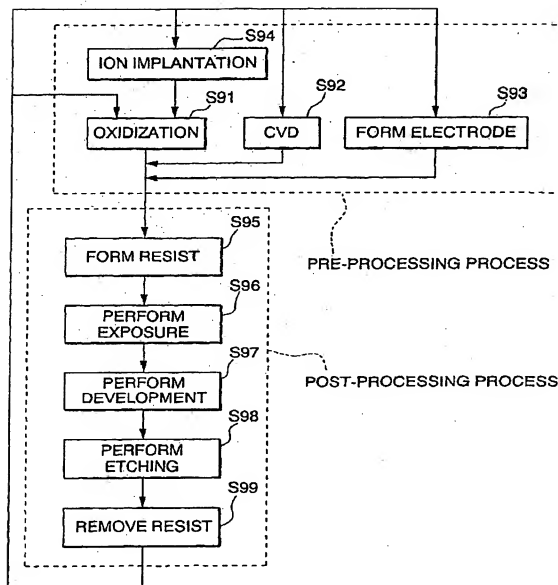 S94
ION IMPLANTATION
S91
S92
S93
OXIDIZATION
CVD
FORM ELECTRODE
S95
FORM RESIST
PRE-PROCESSING PROCESS
S96
PERFORM
EXPOSURE
S97
PERFORM
DEVELOPMENT
POST-PROCESSING PROCESS
S98
PERFORM
ETCHING
S99
REMOVE RESIST